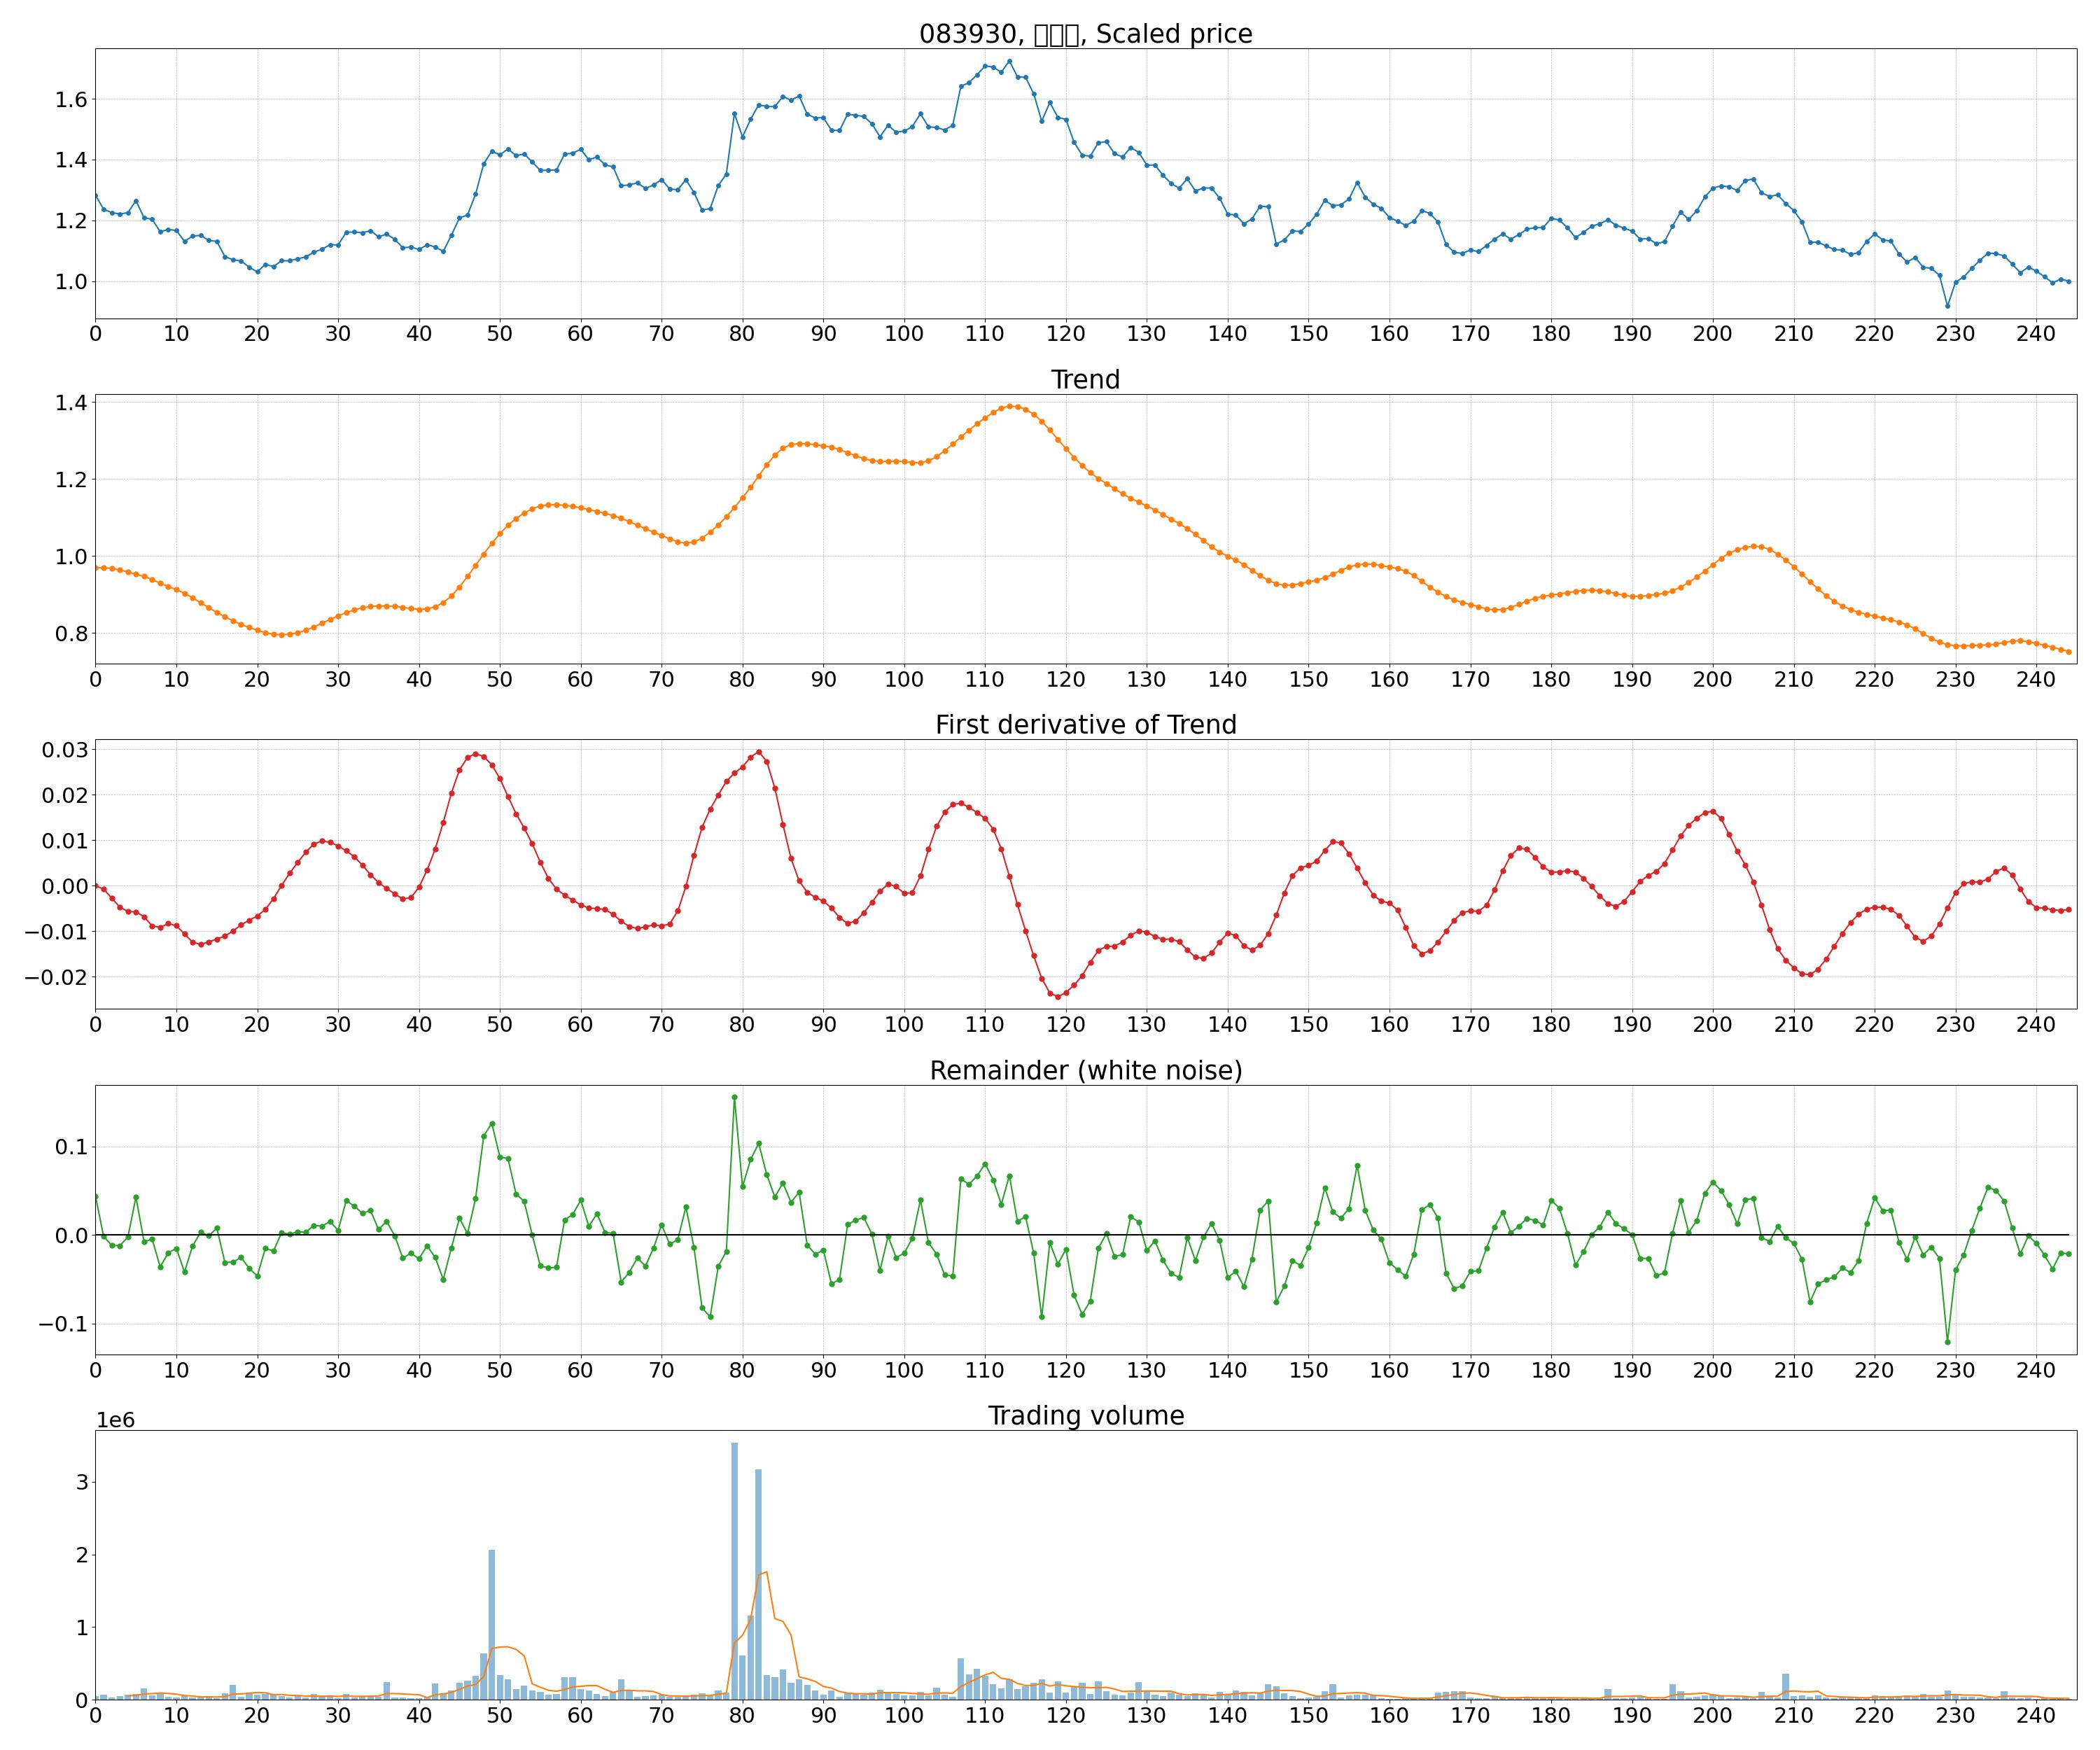 083930, □□□, Scaled price
1.6
1.4
1.2
1.0
0 10 20 30 40 50 60 70 80 90 100 110 120 130 140 150 160 170 180 190 200 210 220 230 240
Trend
1.4
1.2
1.0
0.8
0 10 20 30 40 50 60 70 80 90 100 110 120 130 140 150 160 170 180 190 200 210 220 230 240
First derivative of Trend
0.03
0.02
0.01
0.00
−0.01
−0.02
0 10 20 30 40 50 60 70 80 90 100 110 120 130 140 150 160 170 180 190 200 210 220 230 240
Remainder (white noise)
0.1
0.0
−0.1
0 10 20 30 40 50 60 70 80 90 100 110 120 130 140 150 160 170 180 190 200 210 220 230 240
Trading volume
1e6
3
2
1
0
0 10 20 30 40 50 60 70 80 90 100 110 120 130 140 150 160 170 180 190 200 210 220 230 240